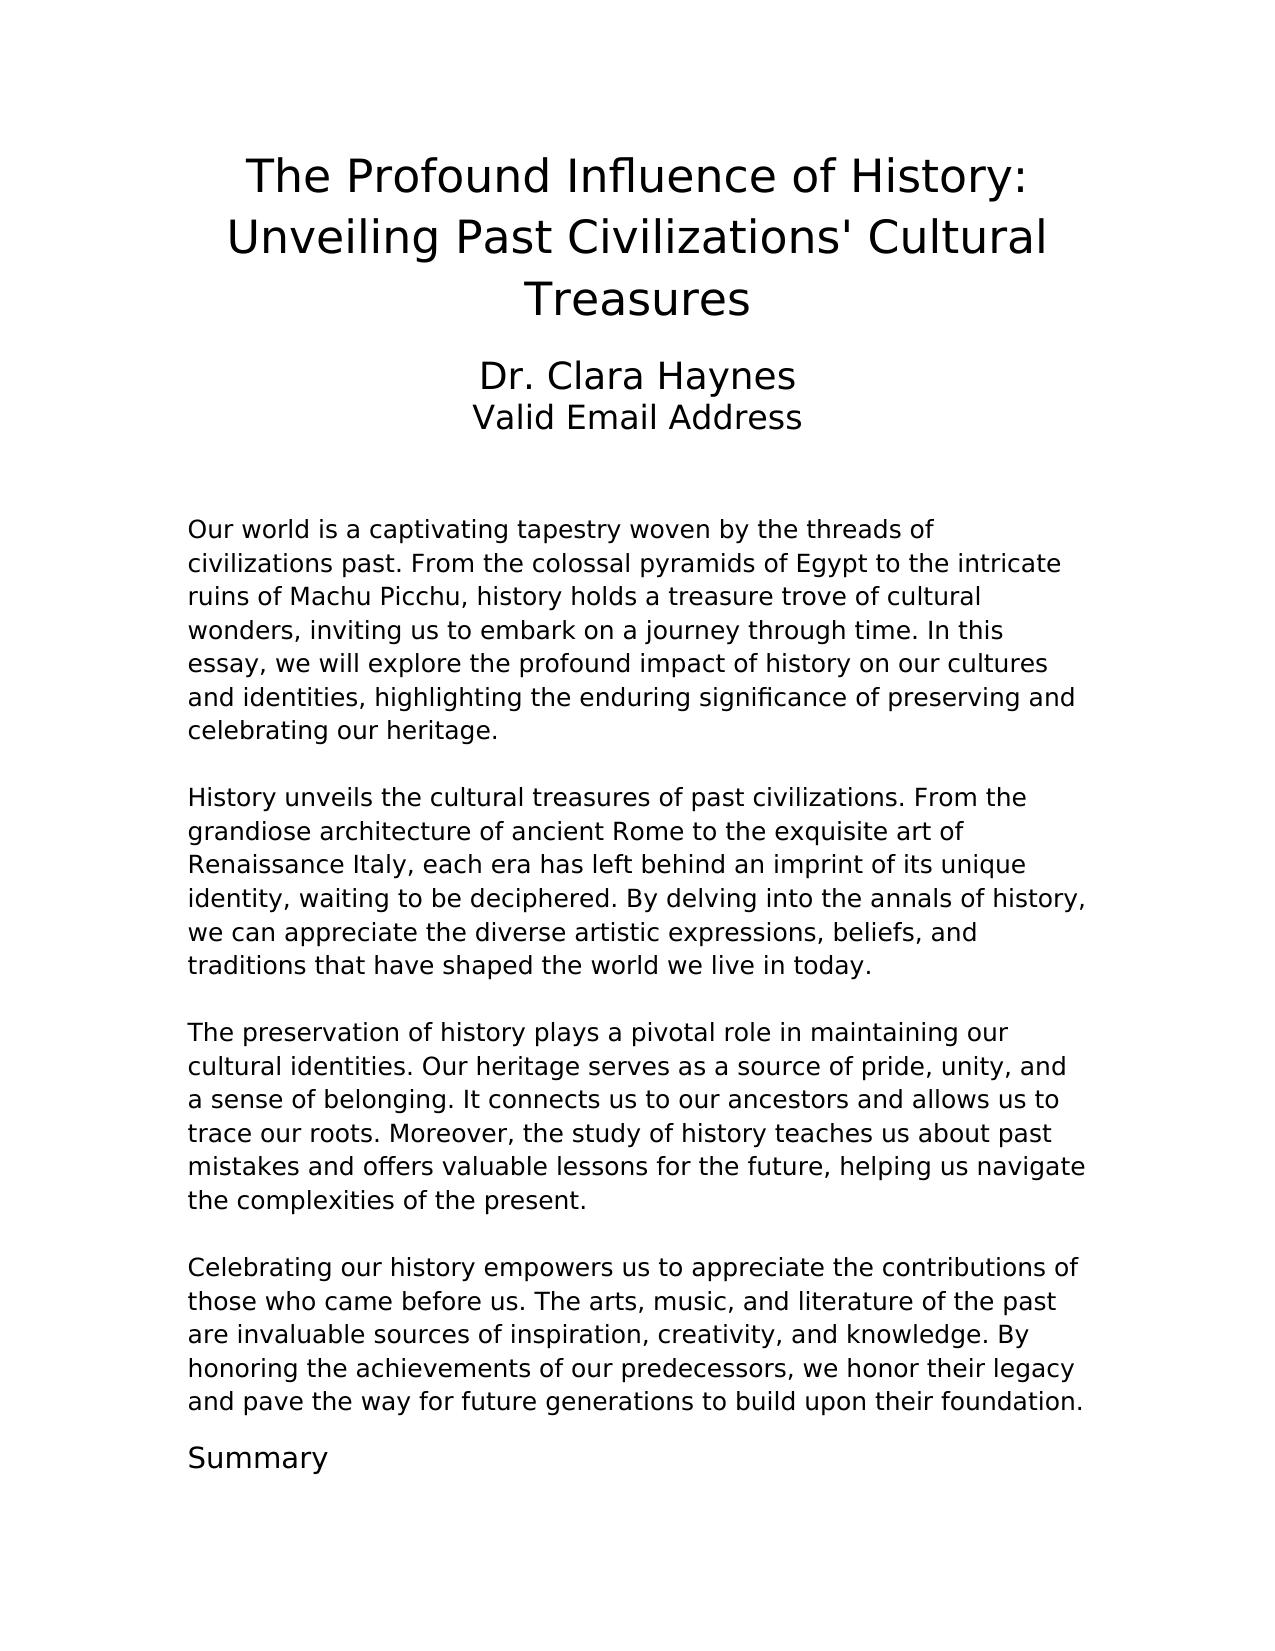 The Profound Influence of History:
Unveiling Past Civilizations' Cultural
Treasures
Dr. Clara Haynes
Valid Email Address
Our world is a captivating tapestry woven by the threads of
civilizations past. From the colossal pyramids of Egypt to the intricate
ruins of Machu Picchu, history holds a treasure trove of cultural
wonders, inviting us to embark on a journey through time. In this
essay, we will explore the profound impact of history on our cultures
and identities, highlighting the enduring significance of preserving and
celebrating our heritage.
History unveils the cultural treasures of past civilizations. From the
grandiose architecture of ancient Rome to the exquisite art of
Renaissance Italy, each era has left behind an imprint of its unique
identity, waiting to be deciphered. By delving into the annals of history,
we can appreciate the diverse artistic expressions, beliefs, and
traditions that have shaped the world we live in today.
The preservation of history plays a pivotal role in maintaining our
cultural identities. Our heritage serves as a source of pride, unity, and
a sense of belonging. It connects us to our ancestors and allows us to
trace our roots. Moreover, the study of history teaches us about past
mistakes and offers valuable lessons for the future, helping us navigate
the complexities of the present.
Celebrating our history empowers us to appreciate the contributions of
those who came before us. The arts, music, and literature of the past
are invaluable sources of inspiration, creativity, and knowledge. By
honoring the achievements of our predecessors, we honor their legacy
and pave the way for future generations to build upon their foundation.
Summary